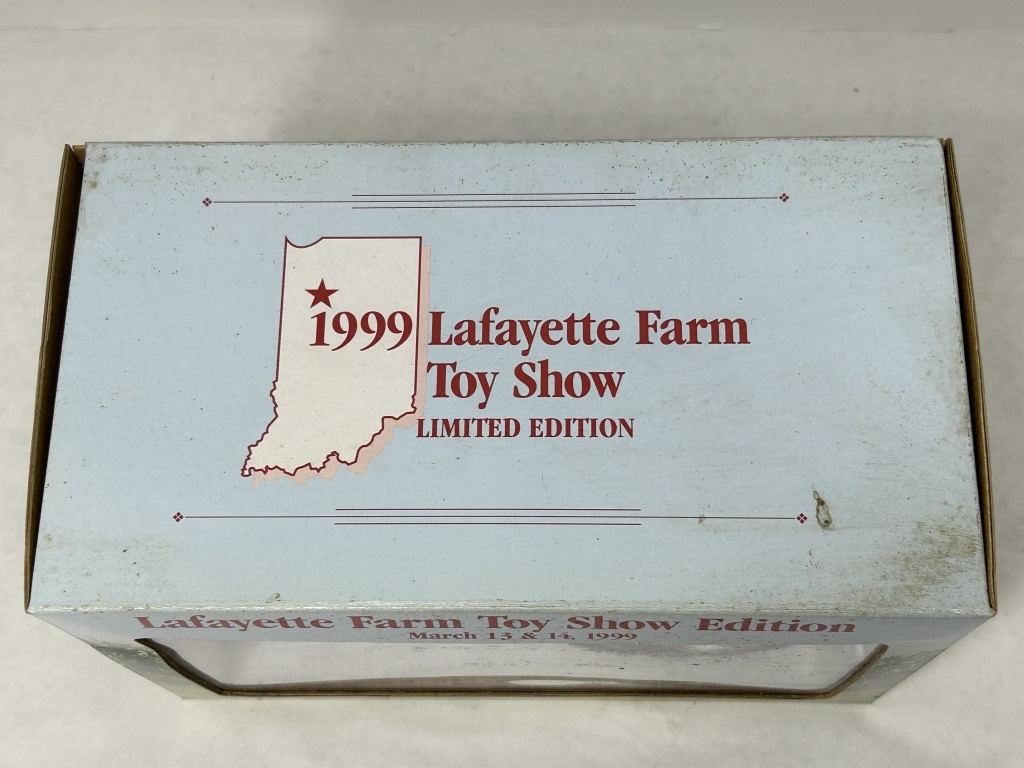 1999 Lafayette Farm
Toy Show
LIMITED EDITION
Lafayette Farm Toy Show Edition
March 13 & 14, 1999